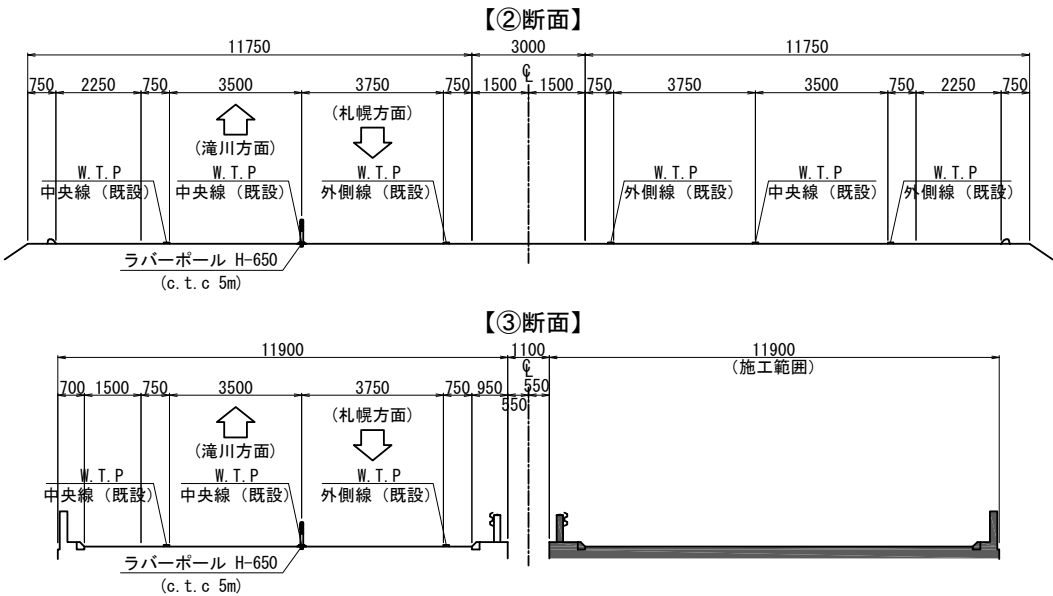 【②断面】
11750 3000 11750
℄
750 2250 750 3500 3750 750 1500 1500 750 3750 3500 750 2250 750
(札幌方面)
(滝川方面)
W.T.P W.T.P W.T.P W.T.P W.T.P W.T.P
中央線（既設） 中央線（既設） 外側線（既設） 外側線（既設） 中央線（既設） 外側線（既設）
ラバーポール H-650
(c.t.c 5m)
【③断面】
11900 1100 11900
℄ (施工範囲)
700 1500 750 3500 3750 750 950 550
550
(札幌方面)
(滝川方面)
W.T.P W.T.P W.T.P
中央線（既設） 中央線（既設） 外側線（既設）
ラバーポール H-650
(c.t.c 5m)